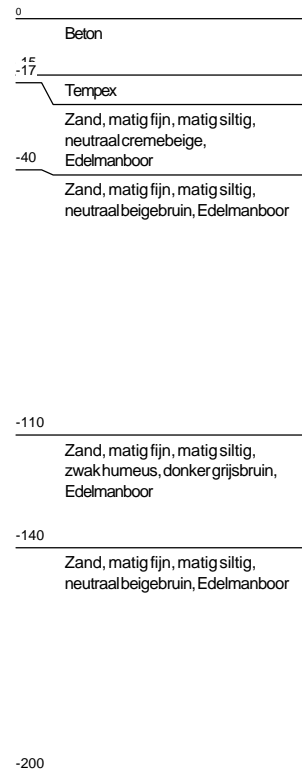 0
Beton
-15
-17
Tempex
Zand, matig fijn, matig siltig,
neutraal cremebeige,
Edelmanboor
-40
Zand, matig fijn, matig siltig,
neutraal beigebruin, Edelmanboor
-110
Zand, matig fijn, matig siltig,
zwak humeus, donker grijsbruin,
Edelmanboor
-140
Zand, matig fijn, matig siltig,
neutraal beigebruin, Edelmanboor
-200